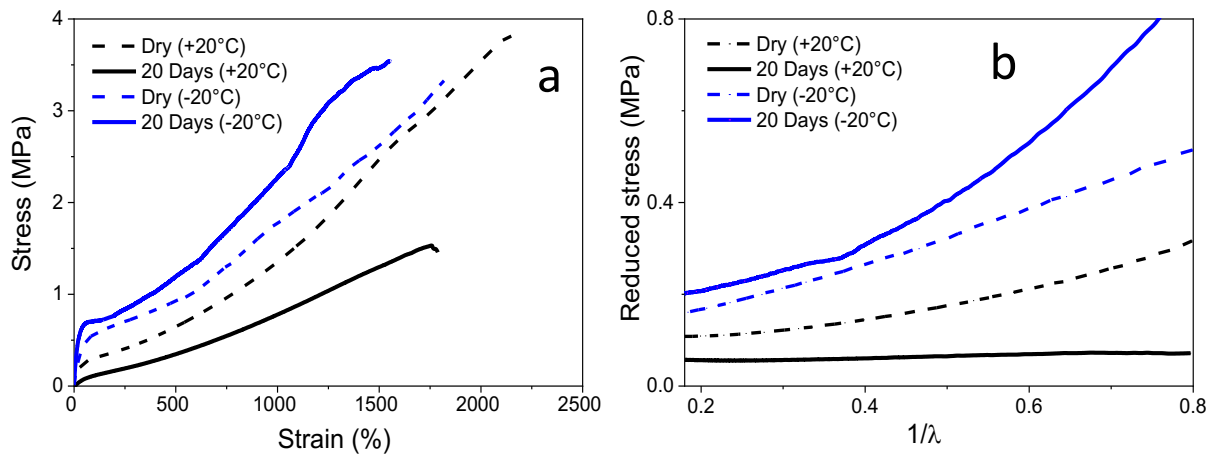 a
Dry (+20°C)
20 Days (+20°C)
Dry (-20°C)
20 Days (-20°C)
4
3
2
1
0
0
500
1000
1500
2000
2500
Stress (MPa)
Strain (%)
b
Dry (+20°C)
20 Days (+20°C)
Dry (-20°C)
20 Days (-20°C)
0.8
0.4
0.0
0.2
0.4
0.6
0.8
Reduced stress (MPa)
1/λ